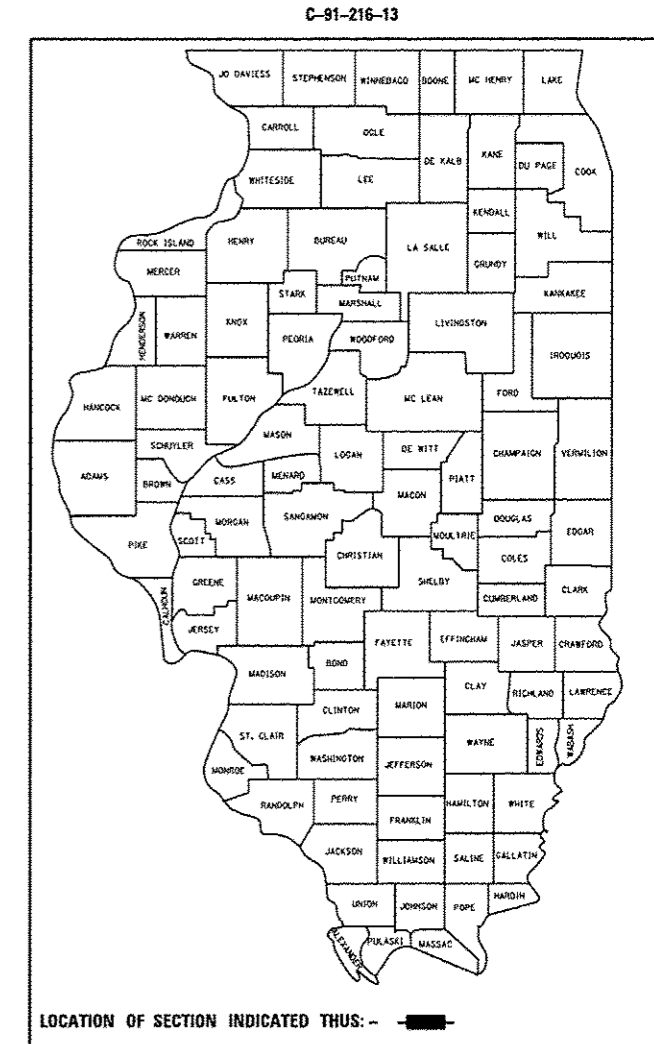 C-91-216-13
JO DAVIESS
STEPHENSON
WINNEBAGO
BOONE
MC HENRY
LAKE
CARROLL
OGLE
DE KALB
KANE
DU PAGE
COOK
WHITESIDE
LEE
KENDALL
WILL
ROCK ISLAND
HENRY
BUREAU
LA SALLE
GRUNDY
MERCER
PUTNAM
STARK
MARSHALL
KANKAKEE
HENDERSON
WARREN
KNOX
PEORIA
WOODFORD
LIVINGSTON
IROQUOIS
HANCOCK
MC DONOUGH
FULTON
TAZEWELL
MC LEAN
FORD
SCHUYLER
MASON
LOGAN
DE WITT
CHAMPAIGN
VERMILION
ADAMS
BROWN
CASS
MENARD
MACON
PIATT
PIKE
SCOTT
MORGAN
SANGAMON
CHRISTIAN
MOULTRIE
DOUGLAS
EDGAR
COLES
CALHOUN
GREENE
MACOUPIN
MONTGOMERY
SHELBY
CUMBERLAND
CLARK
JERSEY
FAYETTE
EFFINGHAM
JASPER
CRAWFORD
MADISON
BOND
CLAY
RICHLAND
LAWRENCE
CLINTON
MARION
ST. CLAIR
WAYNE
EDWARDS
WABASH
MONROE
WASHINGTON
JEFFERSON
RANDOLPH
PERRY
FRANKLIN
HAMILTON
WHITE
JACKSON
WILLIAMSON
SALINE
GALLATIN
UNION
JOHNSON
POPE
HARDIN
ALEXANDER
PULASKI
MASSAC
LOCATION OF SECTION INDICATED THUS: -